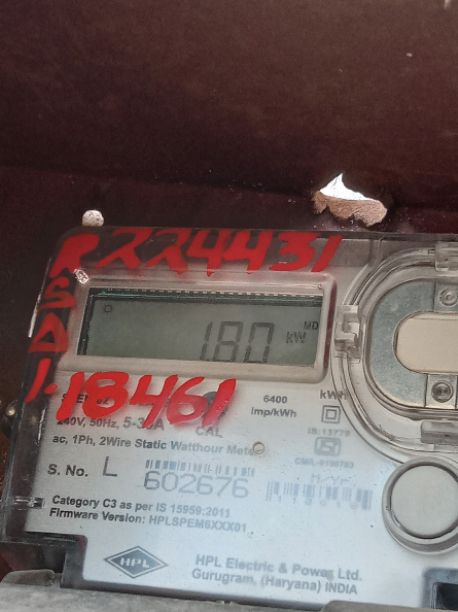 R224431
S
D
1.80 kW MD
1-18461
6400 imp/kWh
kWh
240V, 50Hz, 5-30A
CAL
IS:13779
ac, 1Ph, 2Wire Static Watthour Meter
S. No. L 602676
Category C3 as per IS 15959:2011
Firmware Version: HPLSPEM6XXX01
HPL
HPL Electric & Power Ltd.
Gurugram, (Haryana) INDIA